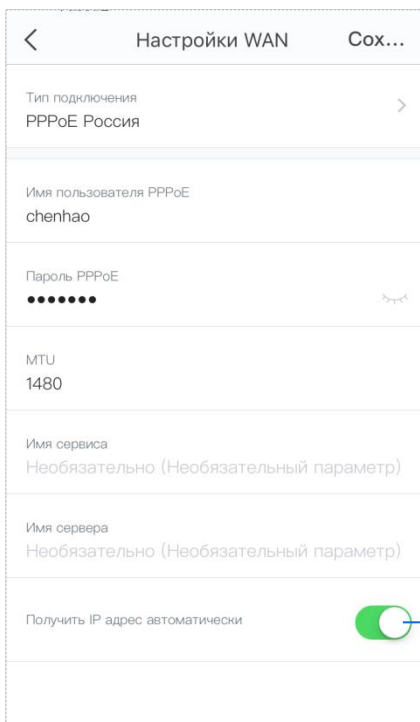 Настройки WAN
Сох...
Тип подключения
PPPoE Россия
Имя пользователя PPPoE
chenhao
Пароль PPPoE
•••••••
MTU
1480
Имя сервиса
Необязательно (Необязательный параметр)
Имя сервера
Необязательно (Необязательный параметр)
Получить IP адрес автоматически